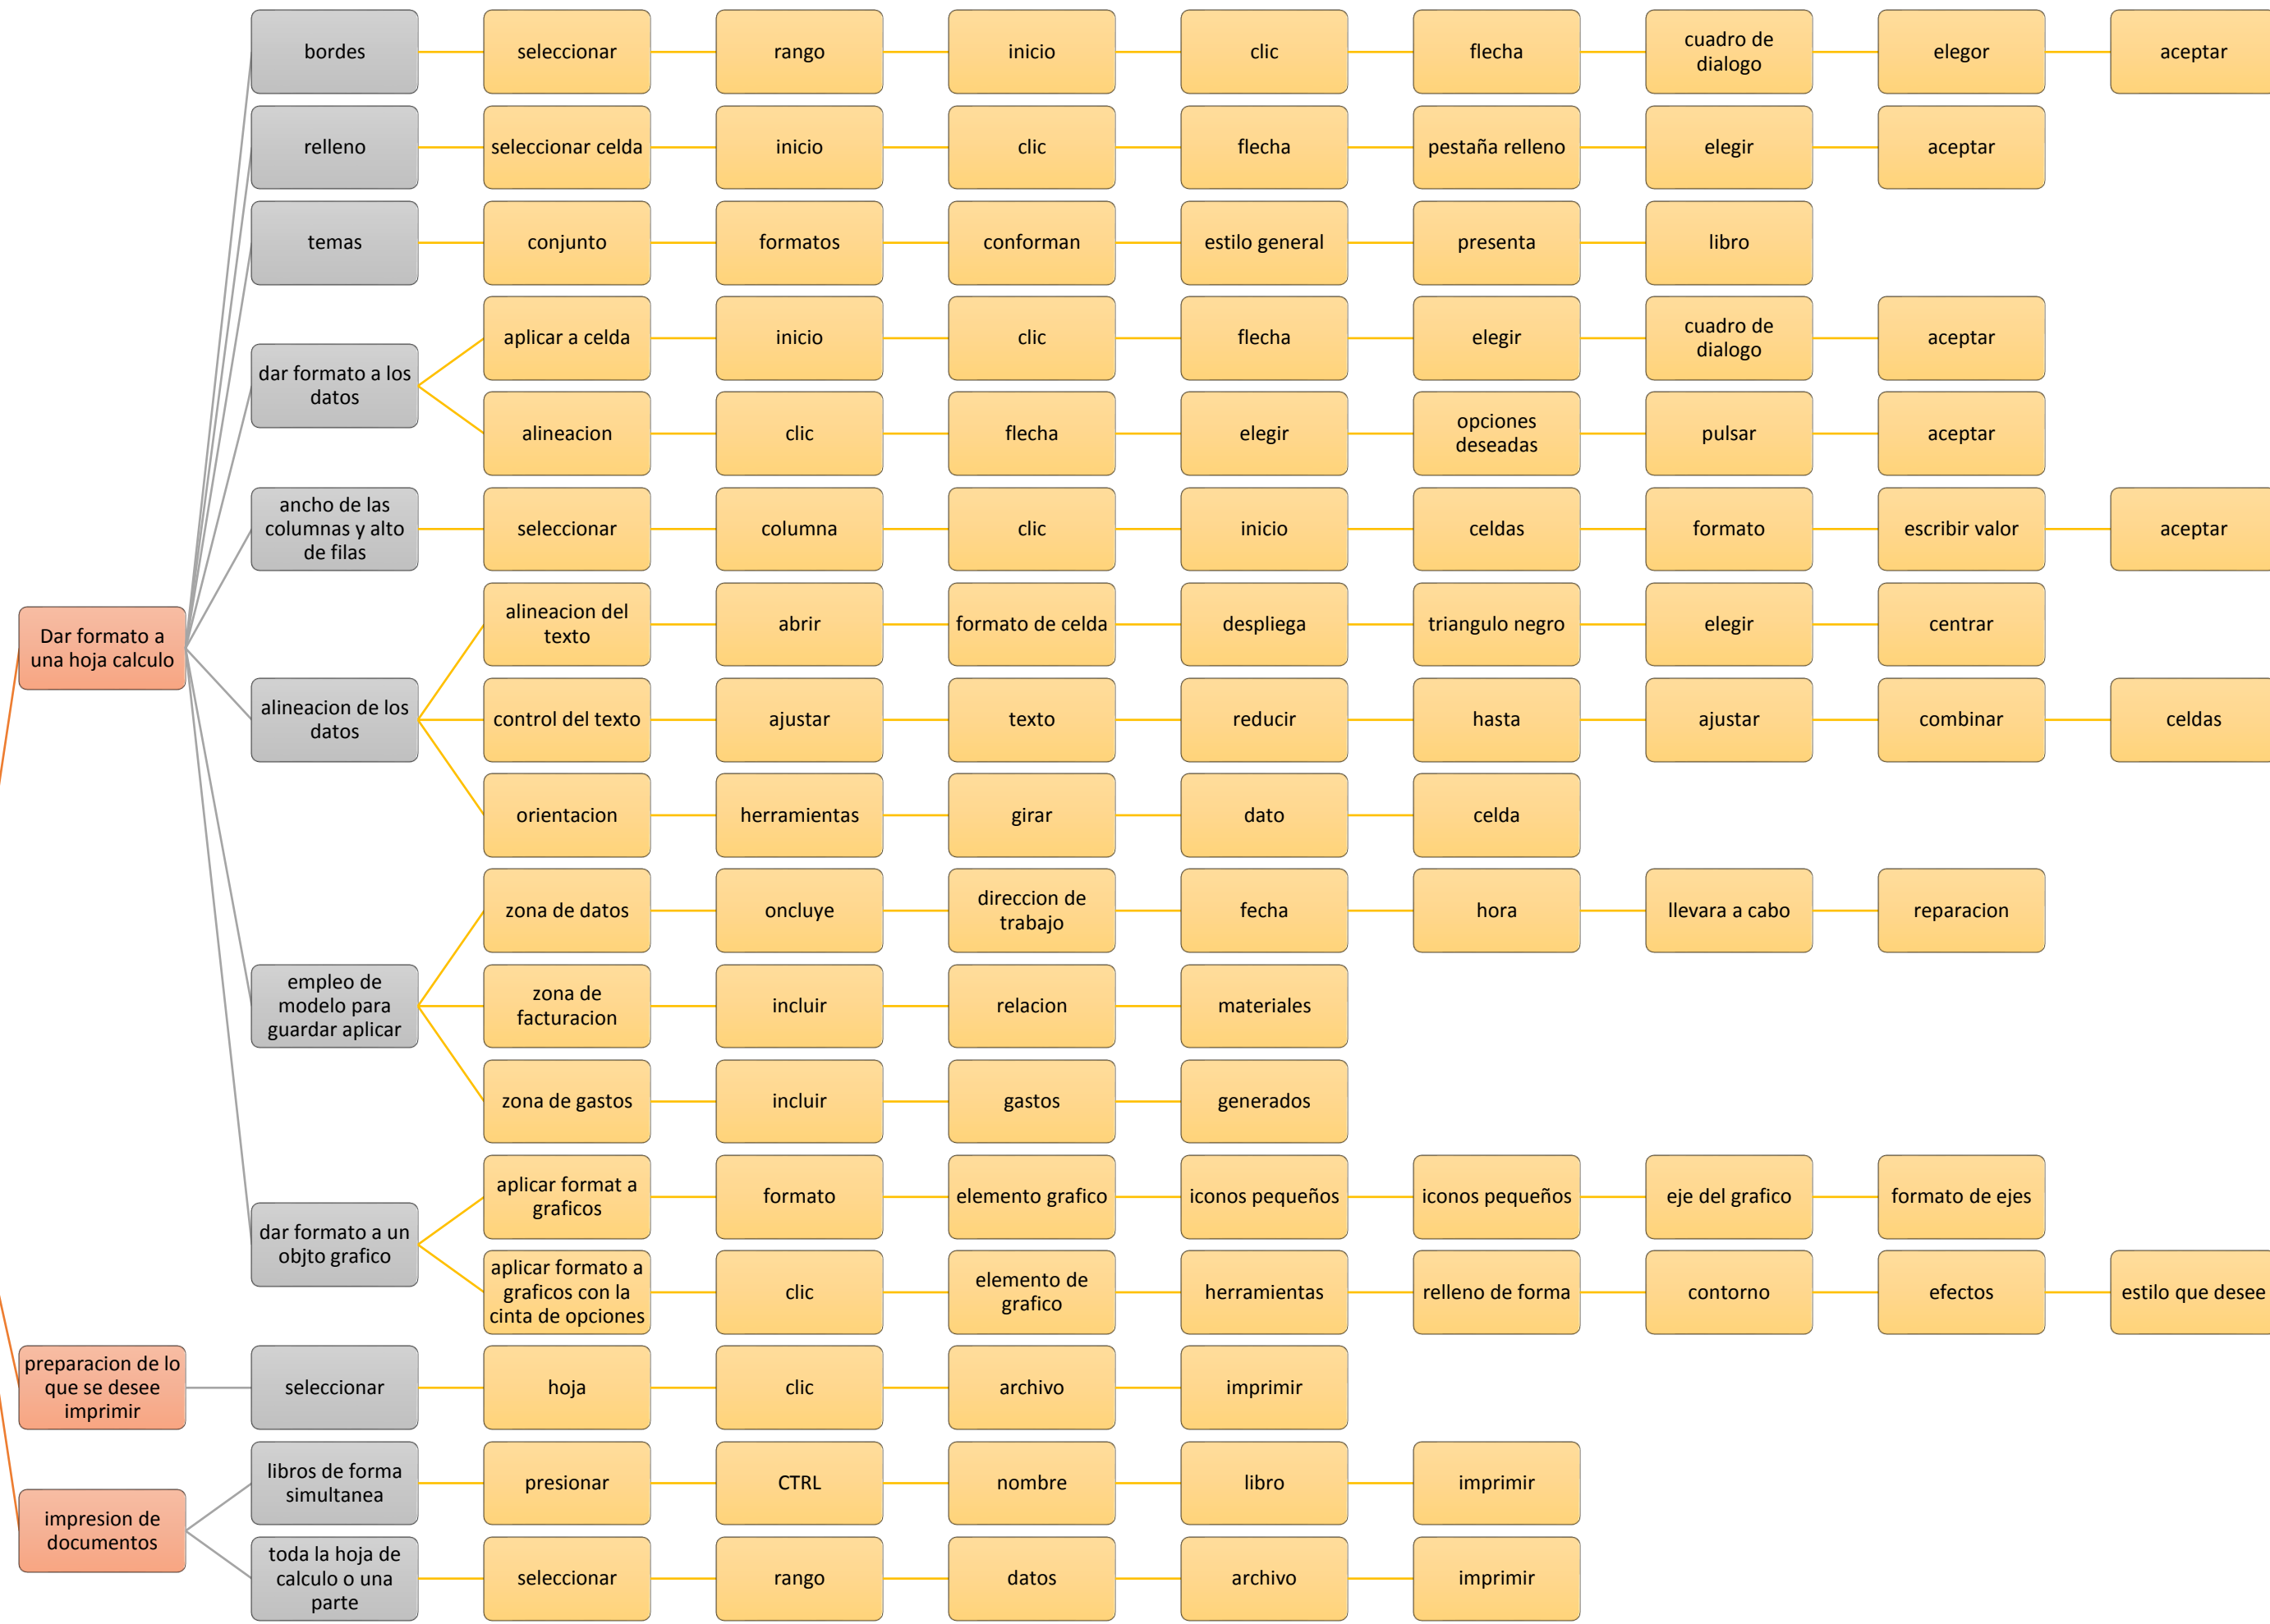 bordes
seleccionar
rango
inicio
clic
flecha
cuadro de
dialogo
elegor
aceptar
relleno
seleccionar celda
inicio
clic
flecha
pestaña relleno
elegir
aceptar
temas
conjunto
formatos
conforman
estilo general
presenta
libro
dar formato a los
datos
aplicar a celda
inicio
clic
flecha
elegir
cuadro de
dialogo
aceptar
alineacion
clic
flecha
elegir
opciones
deseadas
pulsar
aceptar
ancho de las
columnas y alto
de filas
seleccionar
columna
clic
inicio
celdas
formato
escribir valor
aceptar
Dar formato a
una hoja calculo
alineacion de los
datos
alineacion del
texto
abrir
formato de celda
despliega
triangulo negro
elegir
centrar
control del texto
ajustar
texto
reducir
hasta
ajustar
combinar
celdas
orientacion
herramientas
girar
dato
celda
empleo de
modelo para
guardar aplicar
zona de datos
oncluye
direccion de
trabajo
fecha
hora
llevara a cabo
reparacion
zona de
facturacion
incluir
relacion
materiales
zona de gastos
incluir
gastos
generados
dar formato a un
objto grafico
aplicar format a
graficos
formato
elemento grafico
iconos pequeños
iconos pequeños
eje del grafico
formato de ejes
aplicar formato a
graficos con la
cinta de opciones
clic
elemento de
grafico
herramientas
relleno de forma
contorno
efectos
estilo que desee
preparacion de lo
que se desee
imprimir
seleccionar
hoja
clic
archivo
imprimir
impresion de
documentos
libros de forma
simultanea
presionar
CTRL
nombre
libro
imprimir
toda la hoja de
calculo o una
parte
seleccionar
rango
datos
archivo
imprimir